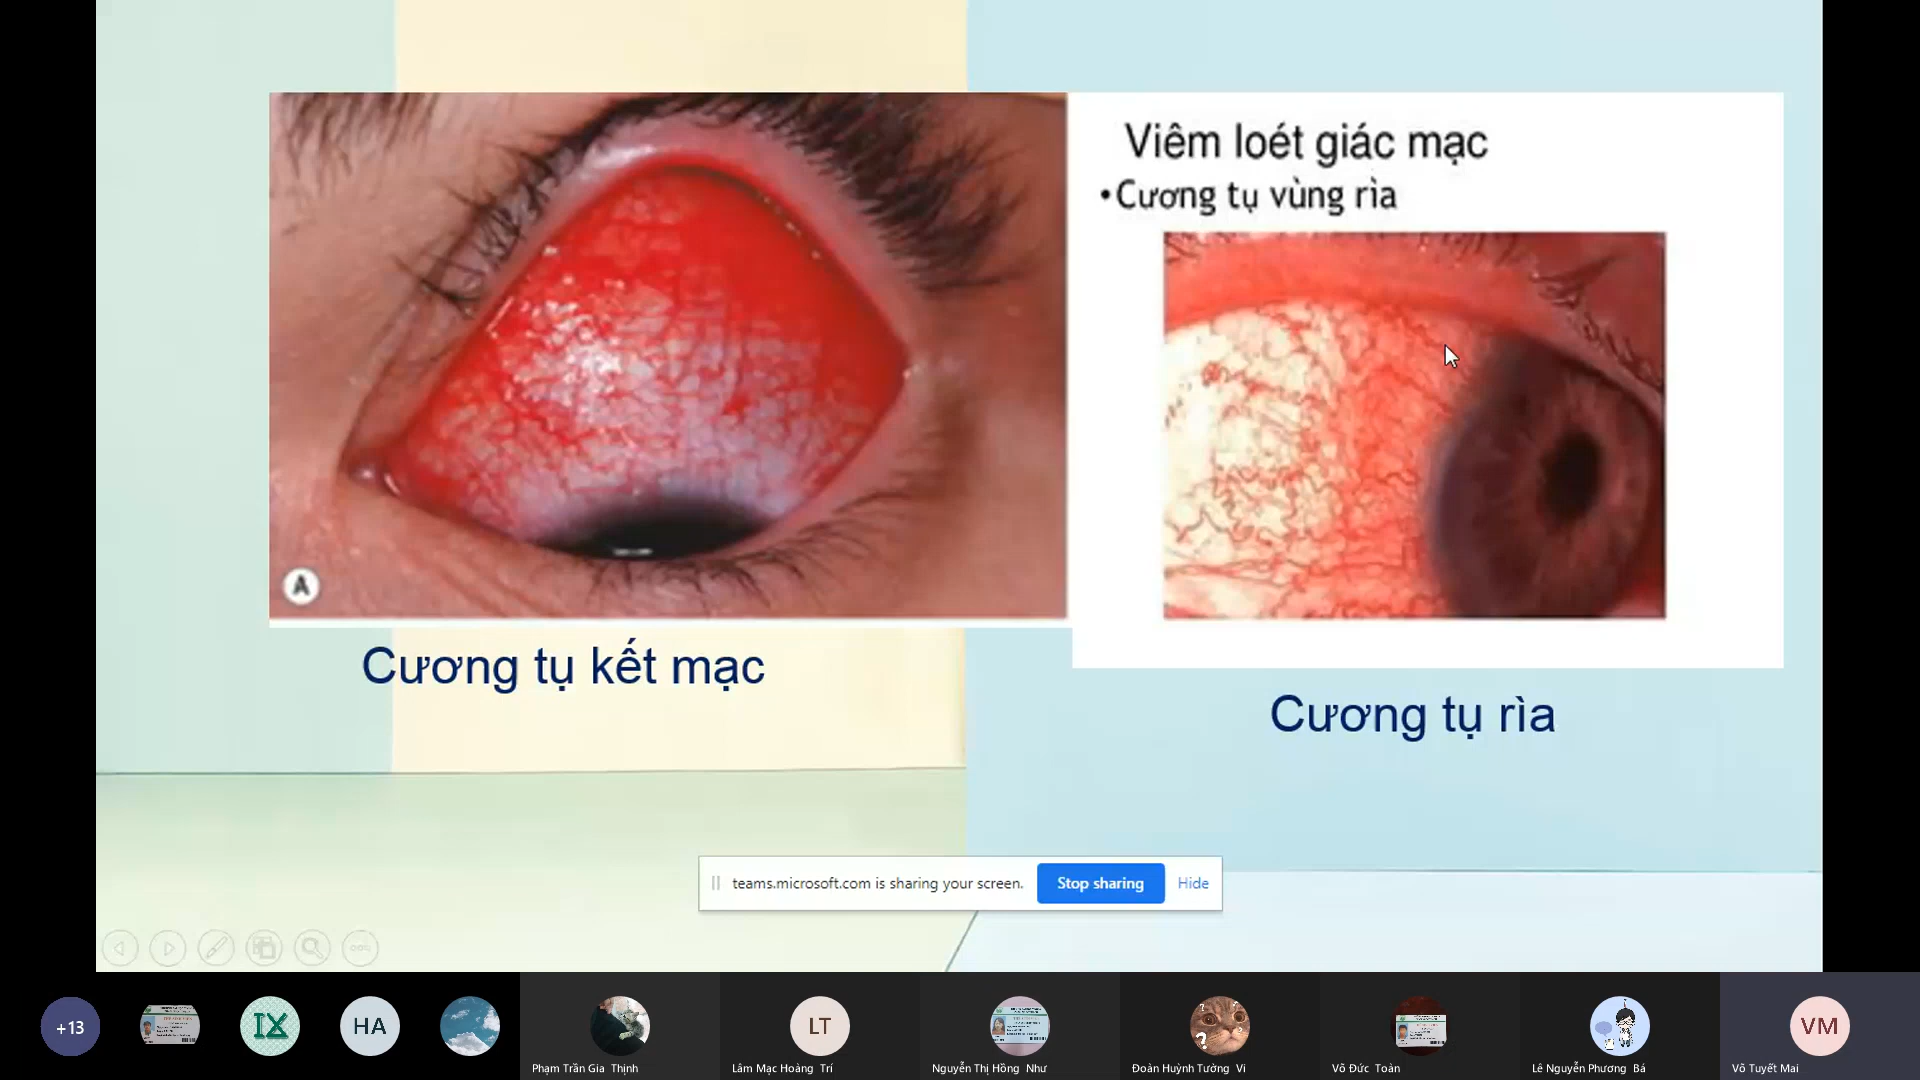 Viêm loét giác mạc
•Cương tụ vùng rìa
A
Cương tụ kết mạc
Cương tụ rìa
teams.microsoft.com is sharing your screen.
Stop sharing
Hide
+13
IX
HA
LT
VM
Phạm Trần Gia Thịnh
Lâm Mạc Hoàng Trí
Nguyễn Thị Hồng Như
Đoàn Huỳnh Tường Vi
Võ Đức Toàn
Lê Nguyễn Phương Bá
Võ Tuyết Mai